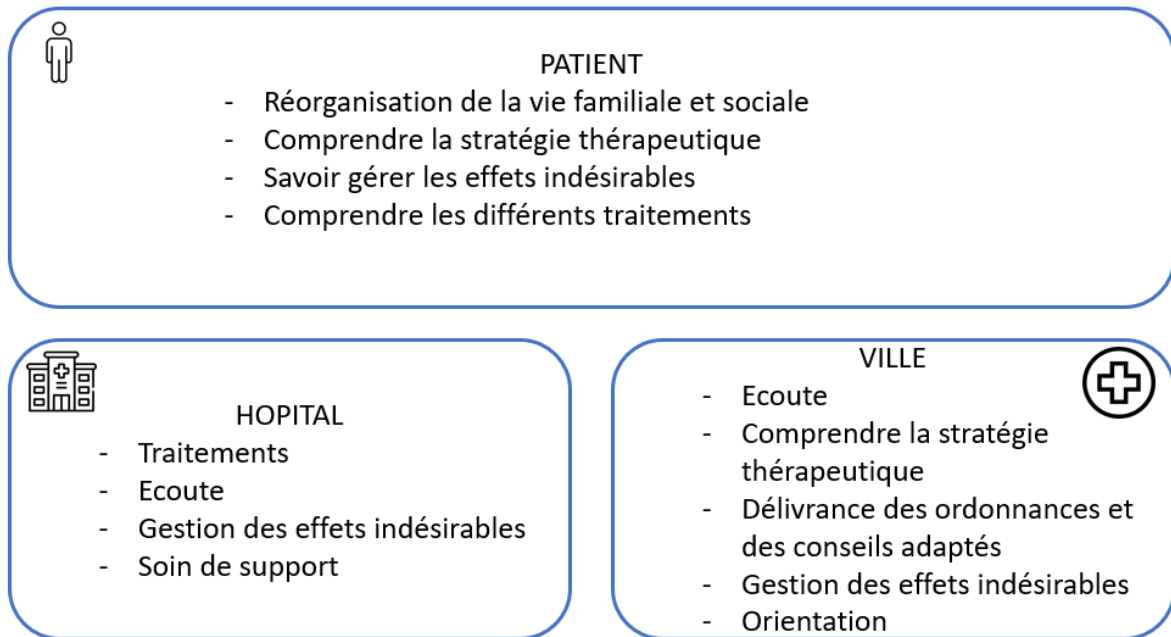 PATIENT
- Réorganisation de la vie familiale et sociale
- Comprendre la stratégie thérapeutique
- Savoir gérer les effets indésirables
- Comprendre les différents traitements
HOPITAL
- Traitements
- Ecoute
- Gestion des effets indésirables
- Soin de support
VILLE
- Ecoute
- Comprendre la stratégie
thérapeutique
- Délivrance des ordonnances et
des conseils adaptés
- Gestion des effets indésirables
- Orientation